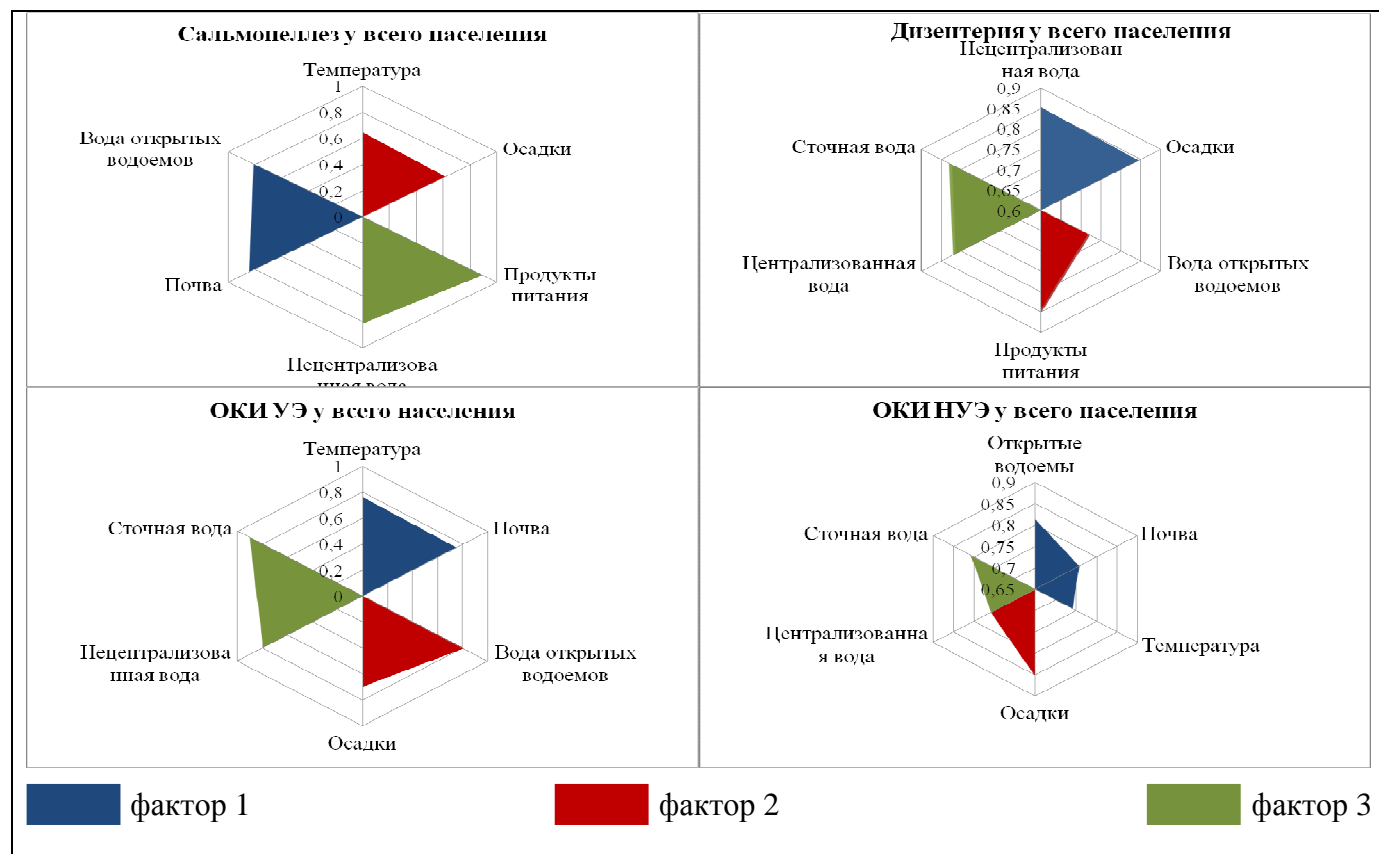 Сальмонеллез у всего населения
Температура
1
0,8
0,6
0,4
0,2
0
Осадки
Продукты
питания
Нецентрализова
нная вода
Почва
Вода открытых
водоемов
Дизентерия у всего населения
Нецентрализован
ная вода
0,9
0,85
0,8
0,75
0,7
0,65
0,6
Осадки
Вода открытых
водоемов
Продукты
питания
Централизованная
вода
Сточная вода
ОКИ УЭ у всего населения
Температура
1
0,8
0,6
0,4
0,2
0
Почва
Вода открытых
водоемов
Осадки
Нецентрализова
нная вода
Сточная вода
ОКИ НУЭ у всего населения
Открытые
водоемы
0,9
0,85
0,8
0,75
0,7
0,65
Почва
Температура
Осадки
Централизованна
я вода
Сточная вода
фактор 1
фактор 2
фактор 3